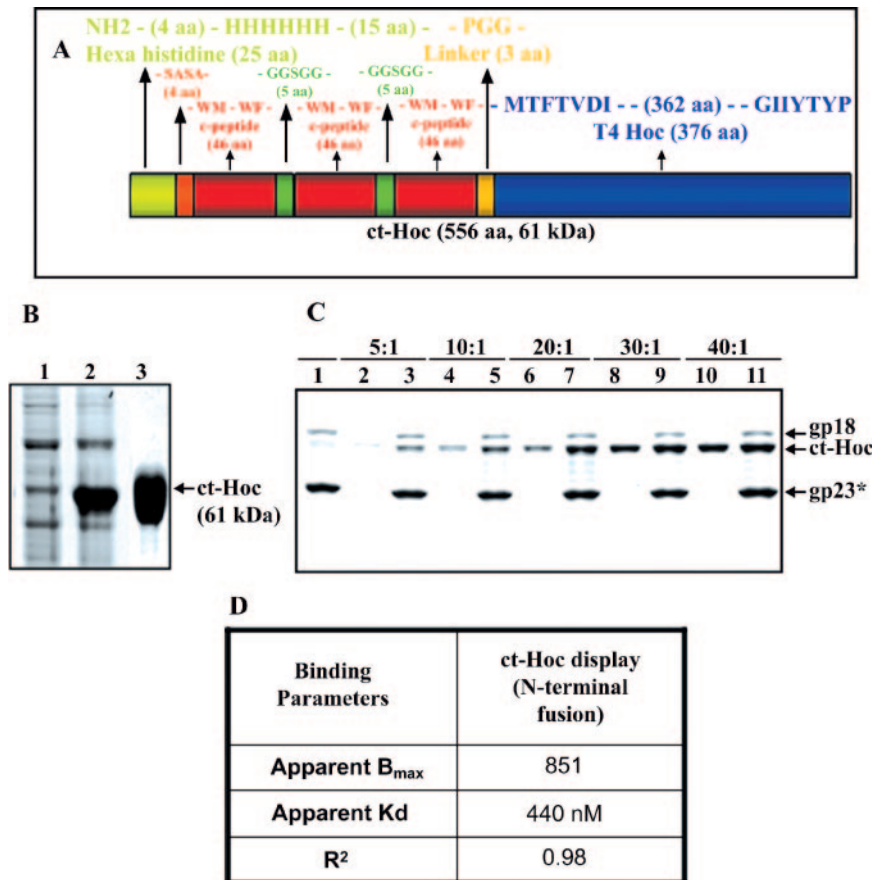 NH2 - (4 aa) - HHHHHH - (15 aa) -
- PGG -
A
Hexa histidine (25 aa)
Linker (3 aa)
- SASA-
(4 aa)
- GGSGG -
(5 aa)
- GGSGG -
(5 aa)
- WM - WF -
c-peptide
(46 aa)
- WM - WF -
c-peptide
(46 aa)
- WM - WF -
c-peptide
(46 aa)
- MTFTVDI - - (362 aa) - - GIIYTYP
T4 Hoc (376 aa)
ct-Hoc (556 aa, 61 kDa)
B
1 2 3
ct-Hoc
(61 kDa)
C
5:1 10:1 20:1 30:1 40:1
1 2 3 4 5 6 7 8 9 10 11
gp18
ct-Hoc
gp23*
D
Binding Parameters
ct-Hoc display (N-terminal fusion)
Apparent Bmax 851
Apparent Kd 440 nM
R² 0.98